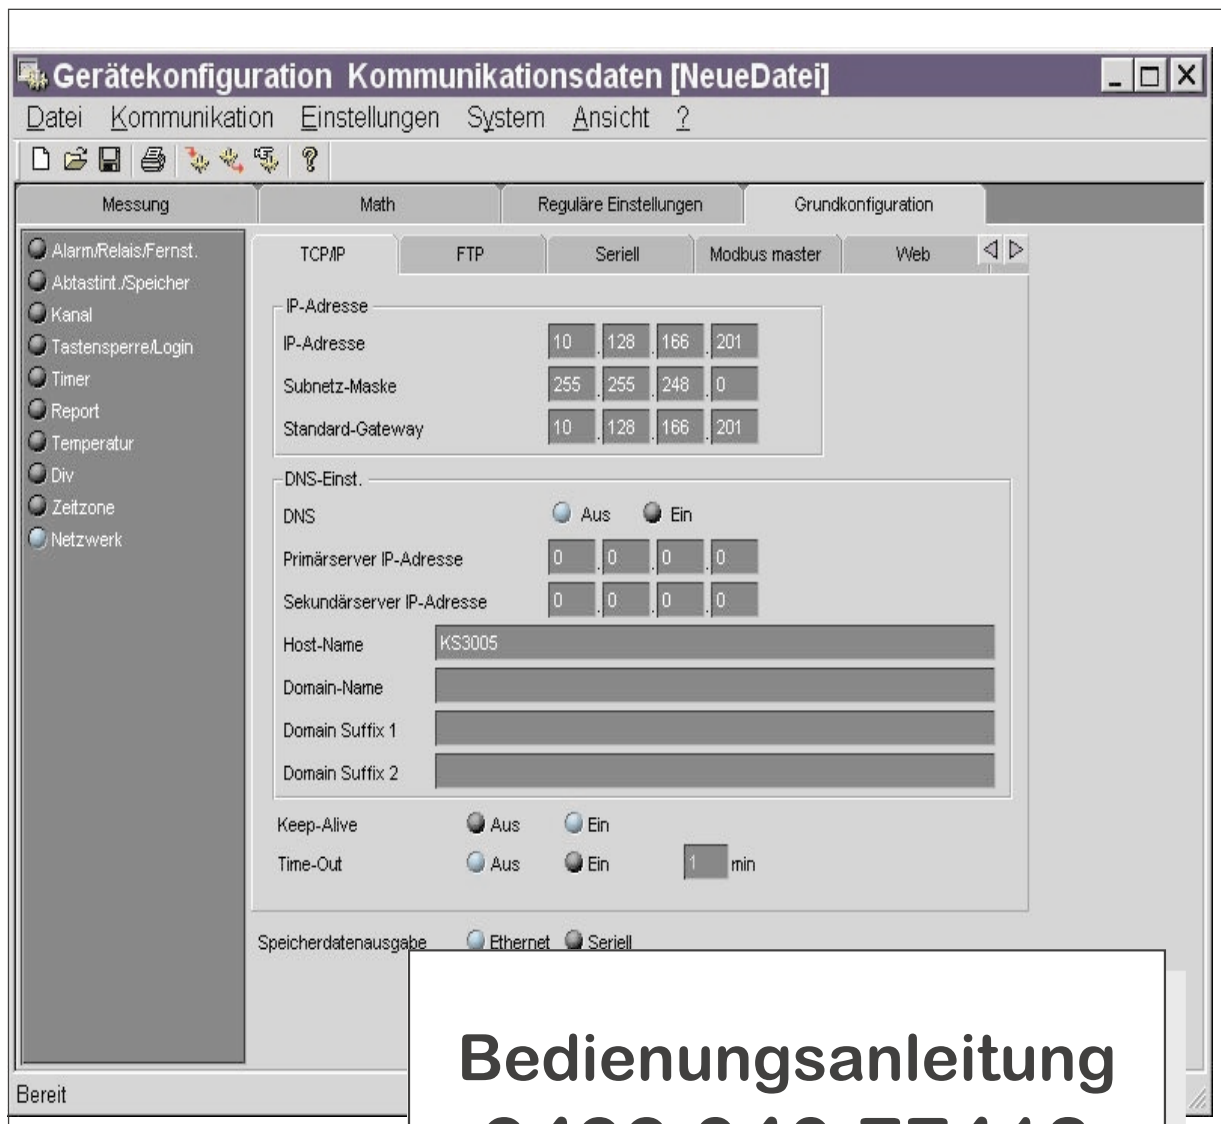 Gerätekonfiguration Kommunikationsdaten [NeueDatei]
Datei Kommunikation Einstellungen System Ansicht ?
Messung Math Reguläre Einstellungen Grundkonfiguration
Alarm/Relais/Fernst.
Abtastint./Speicher
Kanal
Tastensperre/Login
Timer
Report
Temperatur
Div
Zeitzone
Netzwerk
TCP/IP FTP Seriell Modbus master Web
IP-Adresse
IP-Adresse 10 . 128 . 166 . 201
Subnetz-Maske 255 . 255 . 248 . 0
Standard-Gateway 10 . 128 . 166 . 201
DNS-Einst.
DNS Aus Ein
Primärserver IP-Adresse 0 . 0 . 0 . 0
Sekundärserver IP-Adresse 0 . 0 . 0 . 0
Host-Name KS3005
Domain-Name
Domain Suffix 1
Domain Suffix 2
Keep-Alive Aus Ein
Time-Out Aus Ein 1 min
Speicherdatenausgabe Ethernet Seriell
Bedienungsanleitung
Bereit